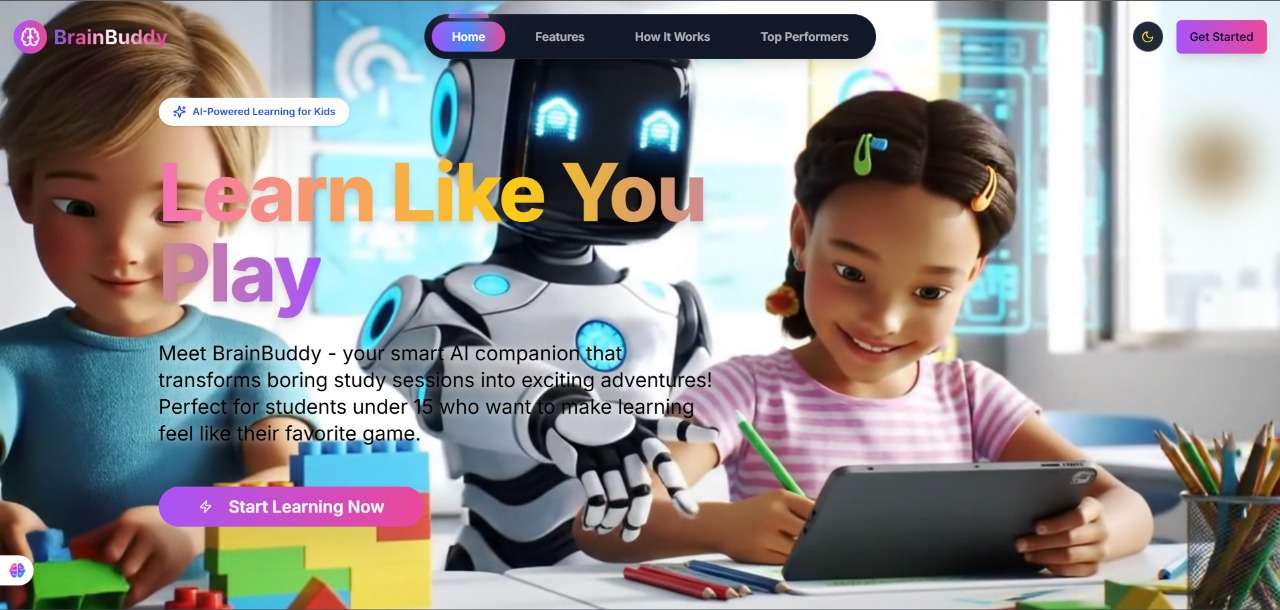 BrainBuddy
Home
Features
How It Works
Top Performers
Get Started
AI-Powered Learning for Kids
Learn Like You
Play
Meet BrainBuddy - your smart AI companion that
transforms boring study sessions into exciting adventures!
Perfect for students under 15 who want to make learning
feel like their favorite game.
Start Learning Now